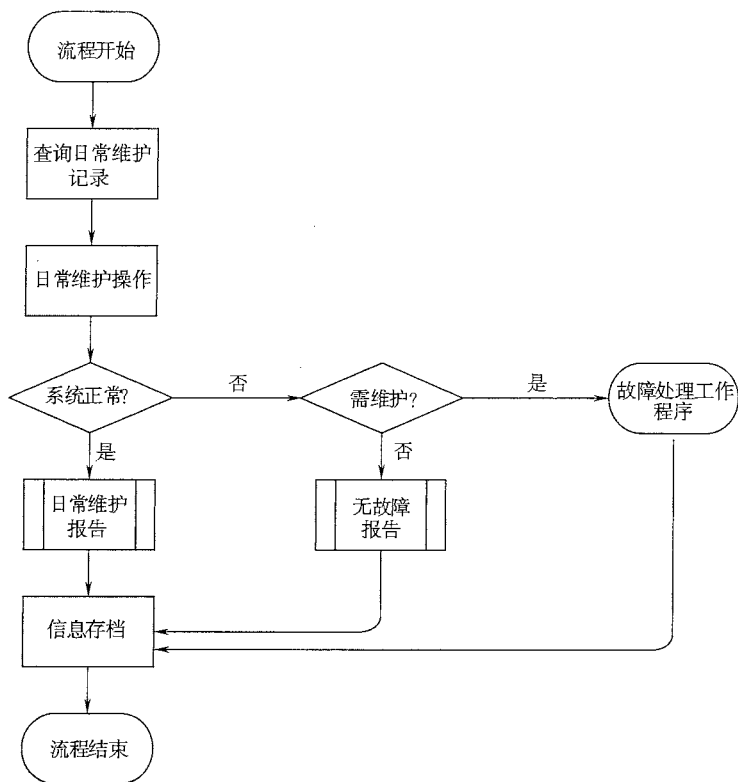 流程开始
查询日常维护
记录
日常维护操作
系统正常?
否
需维护?
是
故障处理工作
程序
是
否
日常维护
报告
无故障
报告
信息存档
流程结束